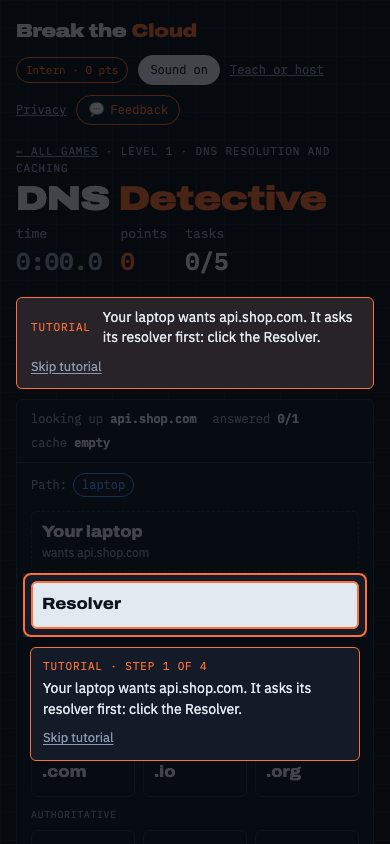 Break the Cloud
Intern · 0 pts
Sound on
Teach or host
Privacy
💬 Feedback
← ALL GAMES · LEVEL 1 · DNS RESOLUTION AND
CACHING
DNS Detective
time points tasks
0:00.0 0 0/5
TUTORIAL
Your laptop wants api.shop.com. It asks
its resolver first: click the Resolver.
Skip tutorial
looking up api.shop.com answered 0/1
cache empty
Path: laptop
Your laptop
wants api.shop.com
Resolver
TUTORIAL · STEP 1 OF 4
Your laptop wants api.shop.com. It asks its
resolver first: click the Resolver.
Skip tutorial
.com .io .org
AUTHORITATIVE